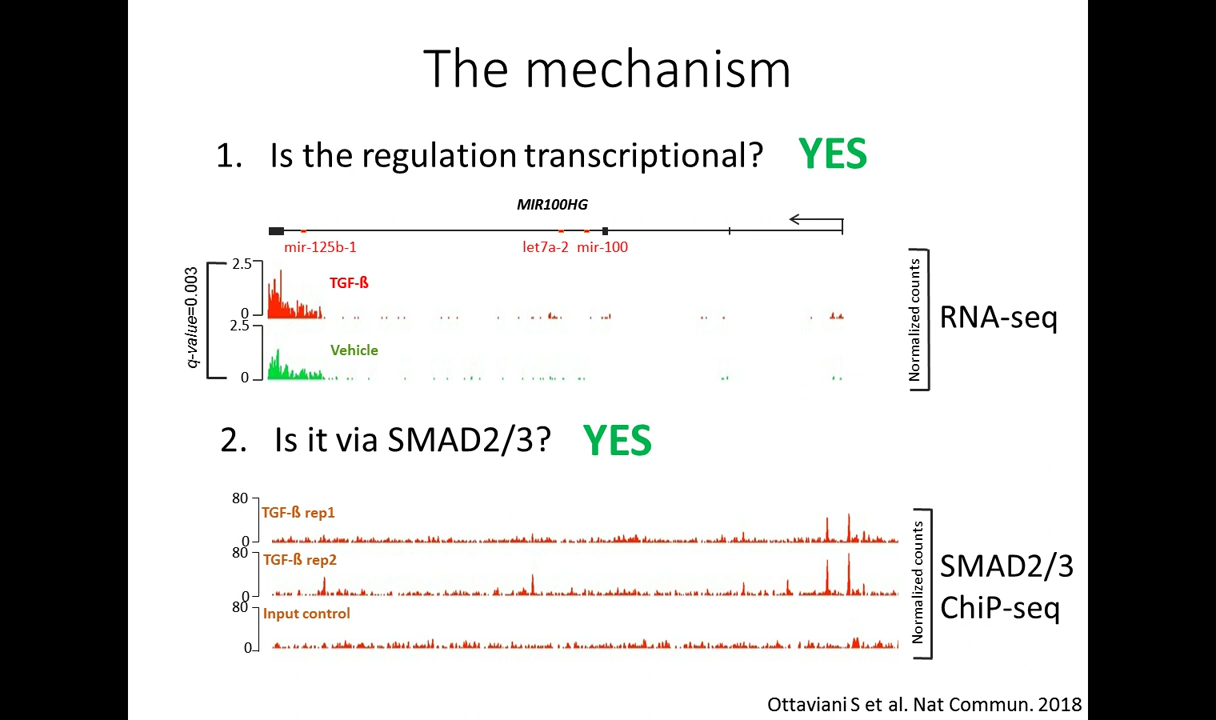 The mechanism
1. Is the regulation transcriptional? YES
MIR100HG
mir-125b-1 let7a-2 mir-100
q-value=0.003
2.5
TGF-ß
0
2.5
Vehicle
0
Normalized counts
RNA-seq
2. Is it via SMAD2/3? YES
80
TGF-ß rep1
0
80
TGF-ß rep2
0
80
Input control
0
Normalized counts
SMAD2/3
ChiP-seq
Ottaviani S et al. Nat Commun. 2018